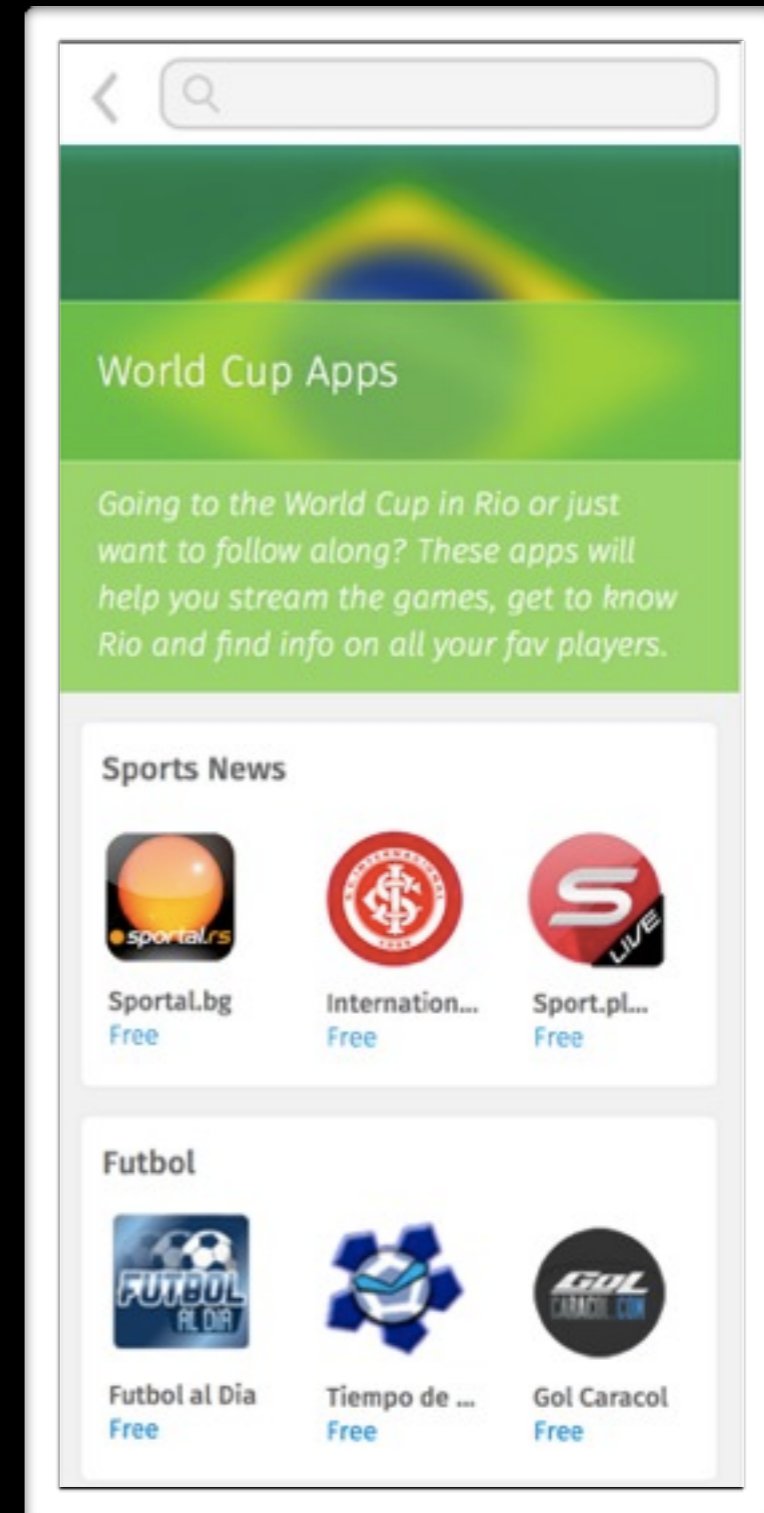 World Cup Apps
Going to the World Cup in Rio or just
want to follow along? These apps will
help you stream the games, get to know
Rio and find info on all your fav players.
Sports News
sportal.rs
S.C. INTERNACIONAL
1909
S
LIVE
Sportal.bg
Internation...
Sport.pl...
Free
Free
Free
Futbol
FUTBOL
AL DIA
GOL
CARACOL.COM
Futbol al Dia
Tiempo de ...
Gol Caracol
Free
Free
Free